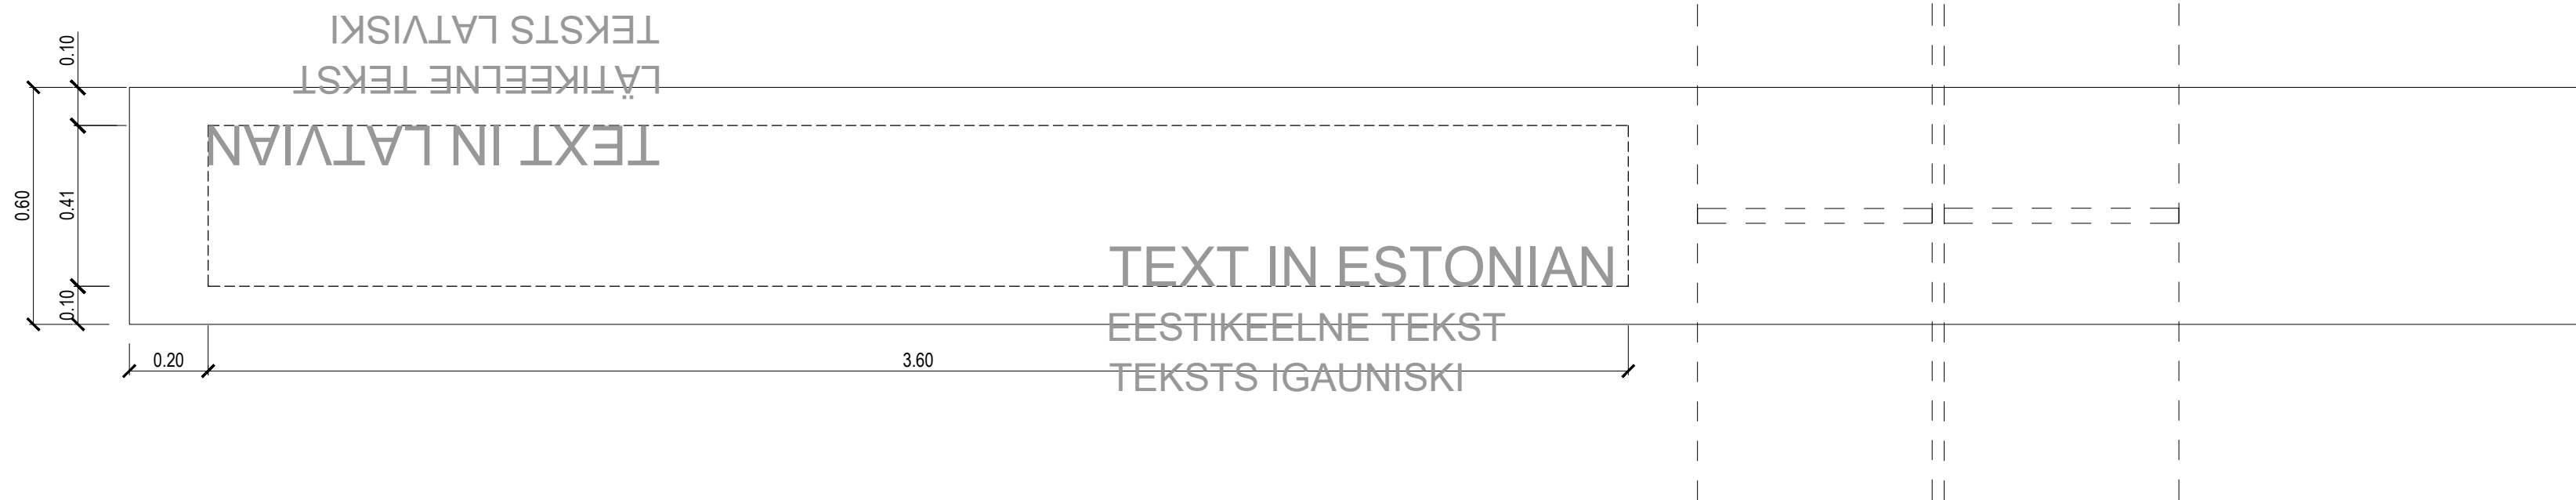 TEKSTS LATVISKI
LÄTIKEELNE TEKST
TEXT IN LATVIAN
0.10
0.60
0.41
0.10
TEXT IN ESTONIAN
EESTIKEELNE TEKST
TEKSTS IGAUNISKI
0.20
3.60